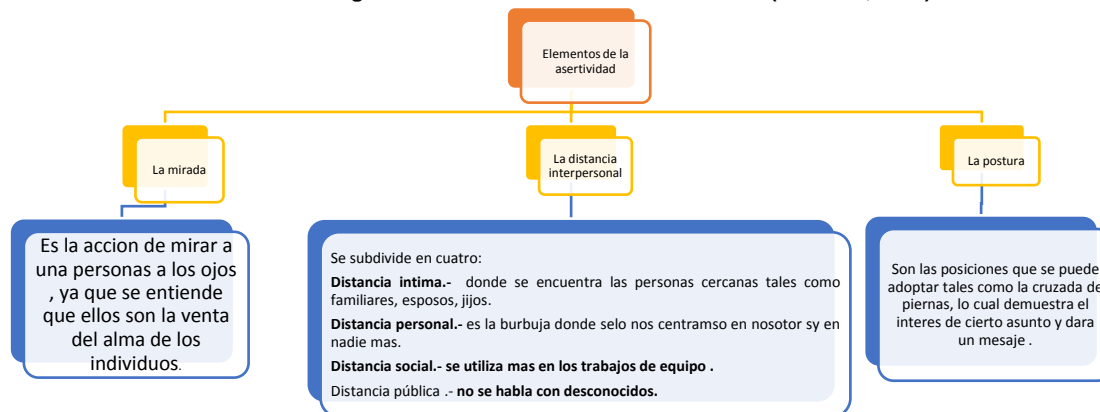 Elementos de la
asertividad
La mirada
La distancia
interpersonal
La postura
Es la accion de mirar a
una personas a los ojos
, ya que se entiende
que ellos son la venta
del alma de los
individuos.
Se subdivide en cuatro:
Distancia intima.- donde se encuentra las personas cercanas tales como
familiares, esposos, jijos.
Distancia personal.- es la burbuja donde selo nos centramso en nosotor sy en
nadie mas.
Distancia social.- se utiliza mas en los trabajos de equipo .
Distancia pública .- no se habla con desconocidos.
Son las posiciones que se puede
adoptar tales como la cruzada de
piernas, lo cual demuestra el
interes de cierto asunto y dara
un mesaje .